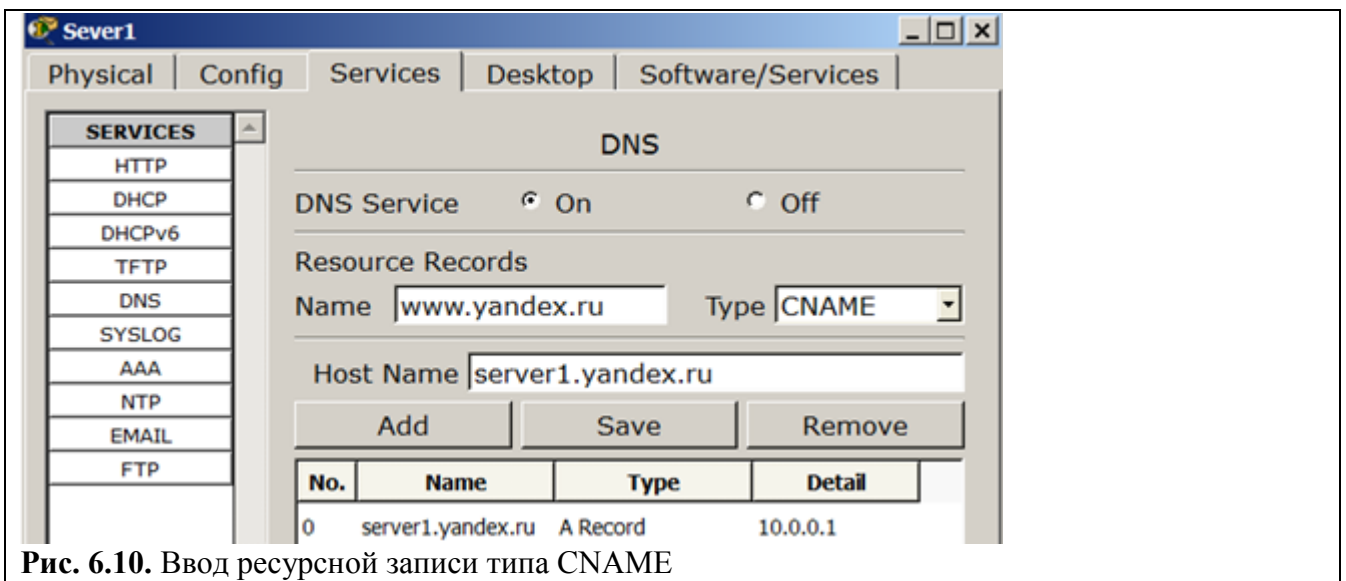 Sever1
Physical Config Services Desktop Software/Services
SERVICES
HTTP
DHCP
DHCPv6
TFTP
DNS
SYSLOG
AAA
NTP
EMAIL
FTP
DNS
DNS Service On Off
Resource Records
Name www.yandex.ru Type CNAME
Host Name server1.yandex.ru
Add Save Remove
No. Name Type Detail
0 server1.yandex.ru A Record 10.0.0.1
Рис. 6.10. Ввод ресурсной записи типа CNAME